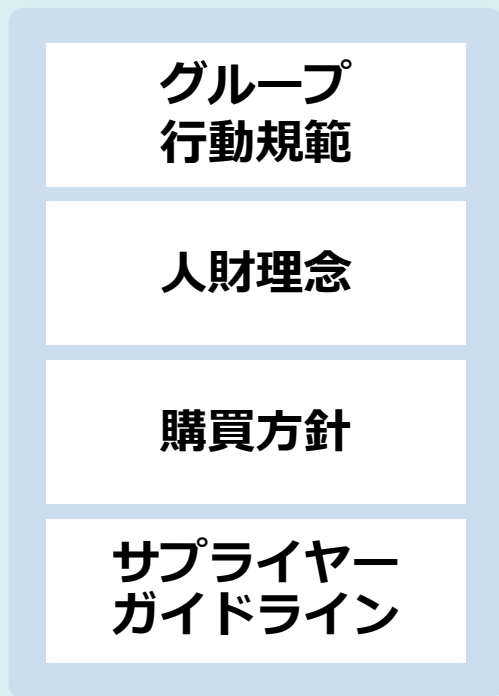 グループ
行動規範
人財理念
購買方針
サプライヤー
ガイドライン